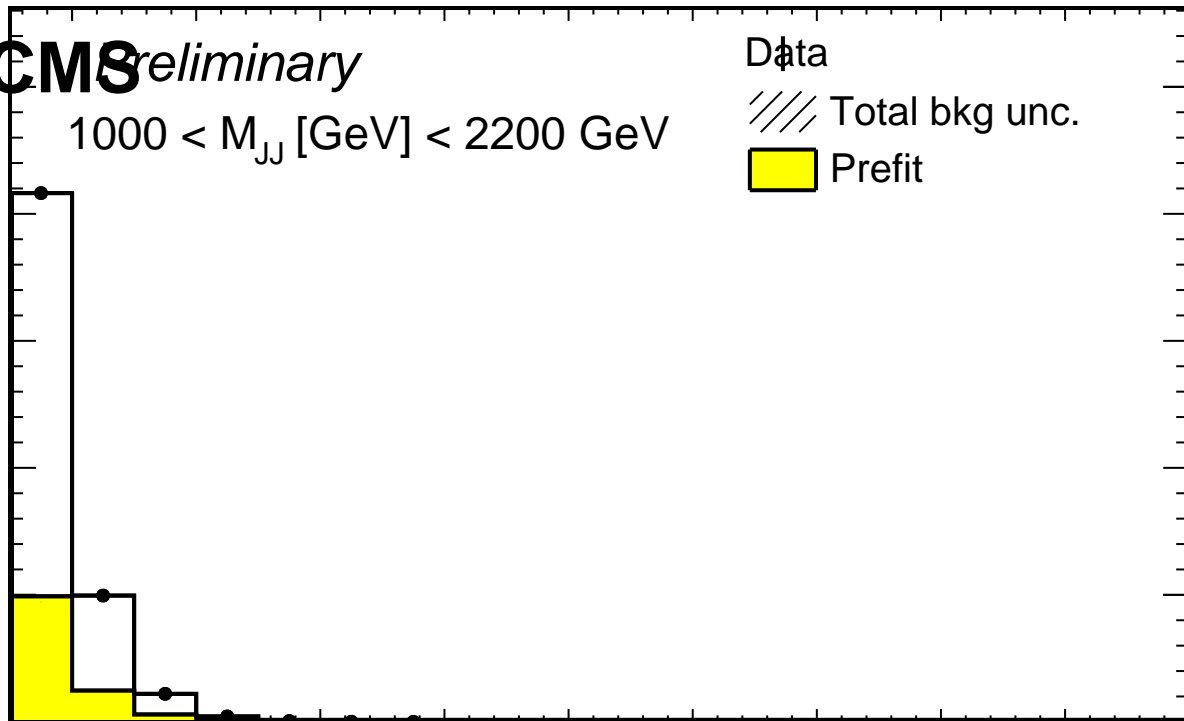 CMS Preliminary
1000 < M_JJ [GeV] < 2200 GeV
Data
Total bkg unc.
Prefit